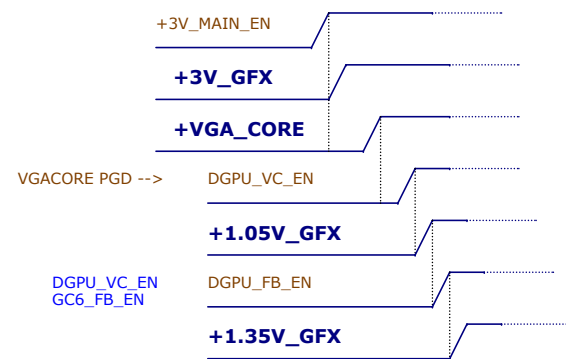 +3V_MAIN_EN
+3V_GFX
+VGA_CORE
VGACORE PGD --> DGPU_VC_EN
+1.05V_GFX
DGPU_VC_EN DGPU_FB_EN
GC6_FB_EN
+1.35V_GFX